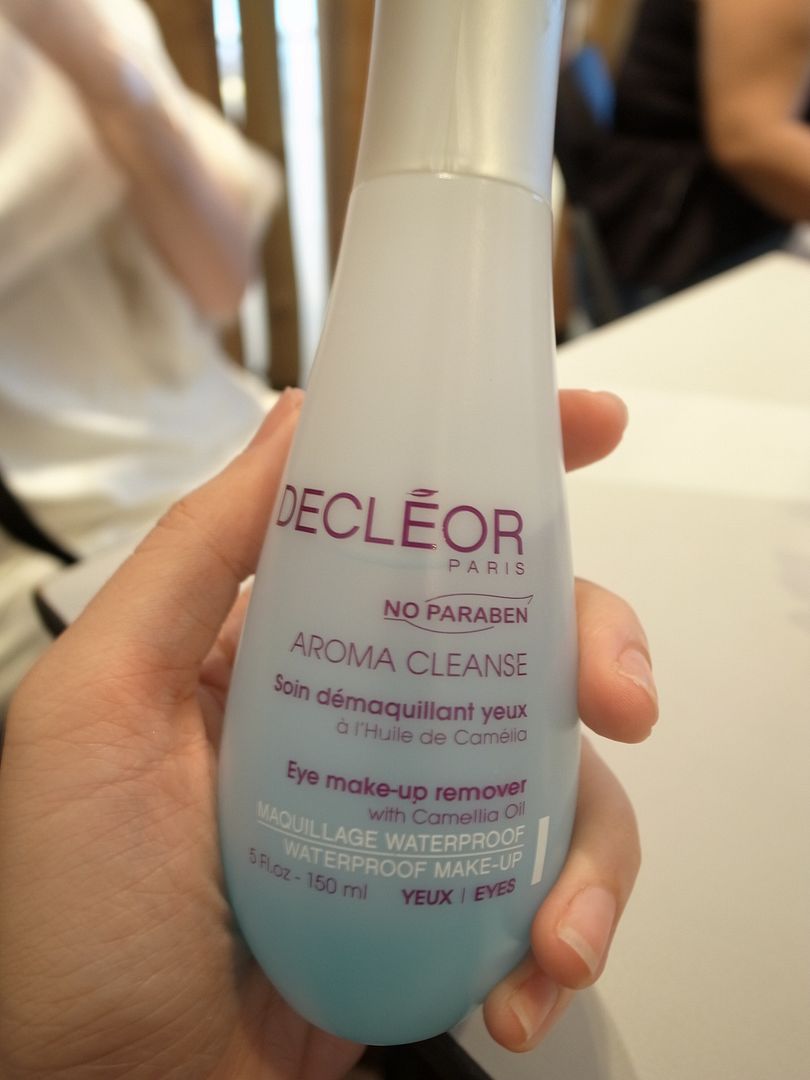 DECLÉOR
PARIS
NO PARABEN
AROMA CLEANSE
Soin démaquillant yeux
à l'Huile de Camélia
Eye make-up remover
with Camellia Oil
MAQUILLAGE WATERPROOF
WATERPROOF MAKE-UP
5 Fl.oz - 150 ml
YEUX | EYES